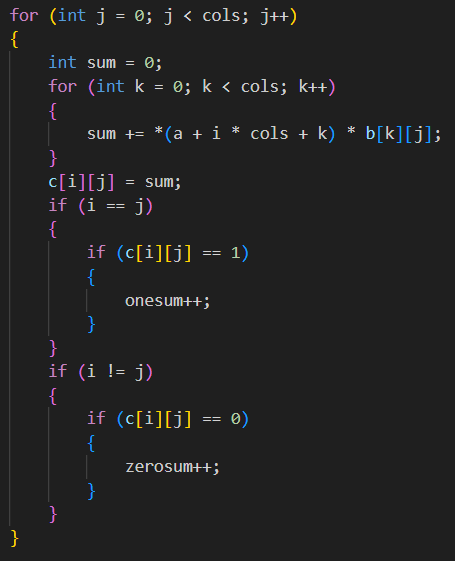 for (int j = 0; j < cols; j++)
{
    int sum = 0;
    for (int k = 0; k < cols; k++)
    {
        sum += *(a + i * cols + k) * b[k][j];
    }
    c[i][j] = sum;
    if (i == j)
    {
        if (c[i][j] == 1)
        {
            onesum++;
        }
    }
    if (i != j)
    {
        if (c[i][j] == 0)
        {
            zerosum++;
        }
    }
}